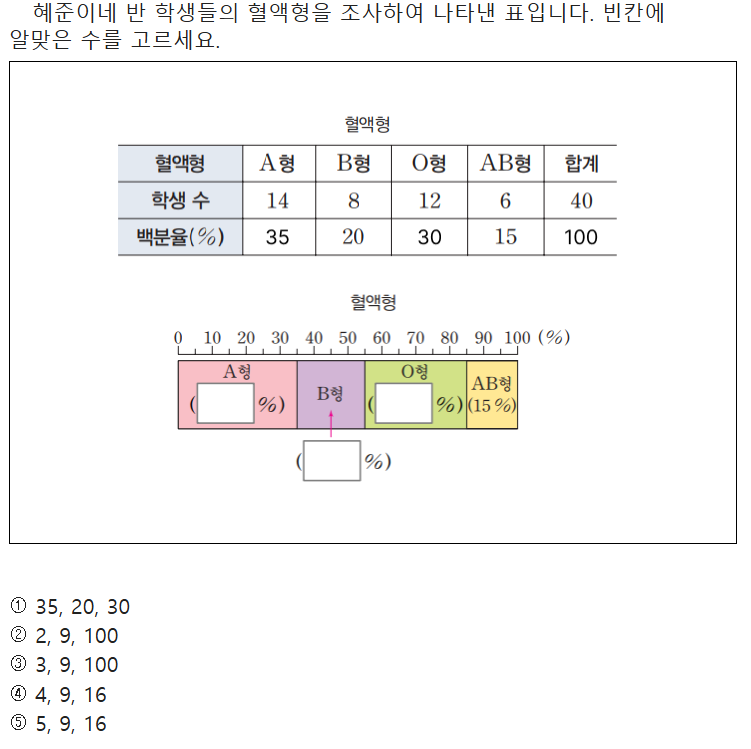 혜준이네 반 학생들의 혈액형을 조사하여 나타낸 표입니다. 빈칸에
알맞은 수를 고르세요.
혈액형
혈액형 A형 B형 O형 AB형 합계
학생 수 14 8 12 6 40
백분율(%) 35 20 30 15 100
혈액형
0 10 20 30 40 50 60 70 80 90 100 (%)
A형 B형 O형 AB형
( %) ( %) (15%)
( %)
① 35, 20, 30
② 2, 9, 100
③ 3, 9, 100
④ 4, 9, 16
⑤ 5, 9, 16